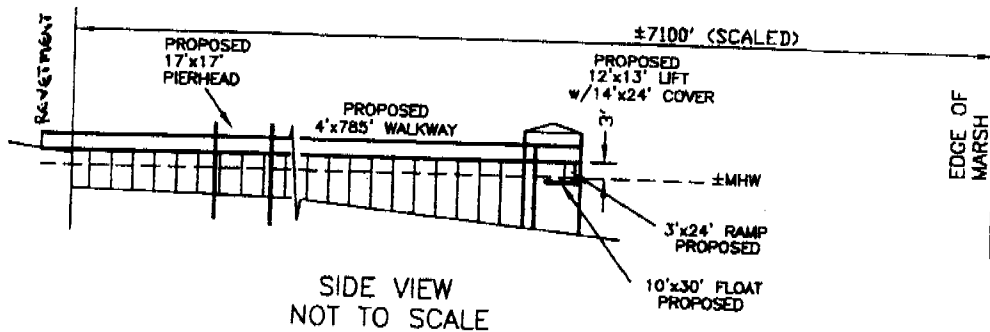 ±7100' (SCALED)
REVETMENT
PROPOSED
17'x17'
PIERHEAD
PROPOSED
12'x13' LIFT
w/14'x24' COVER
PROPOSED
4'x785' WALKWAY
3'
EDGE OF
MARSH
±MHW
3'x24' RAMP
PROPOSED
10'x30' FLOAT
PROPOSED
SIDE VIEW
NOT TO SCALE